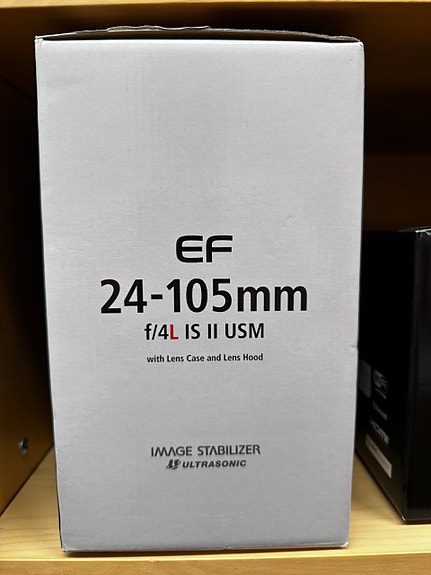 EF
24-105mm
f/4L IS II USM
with Lens Case and Lens Hood
IMAGE STABILIZER
ULTRASONIC